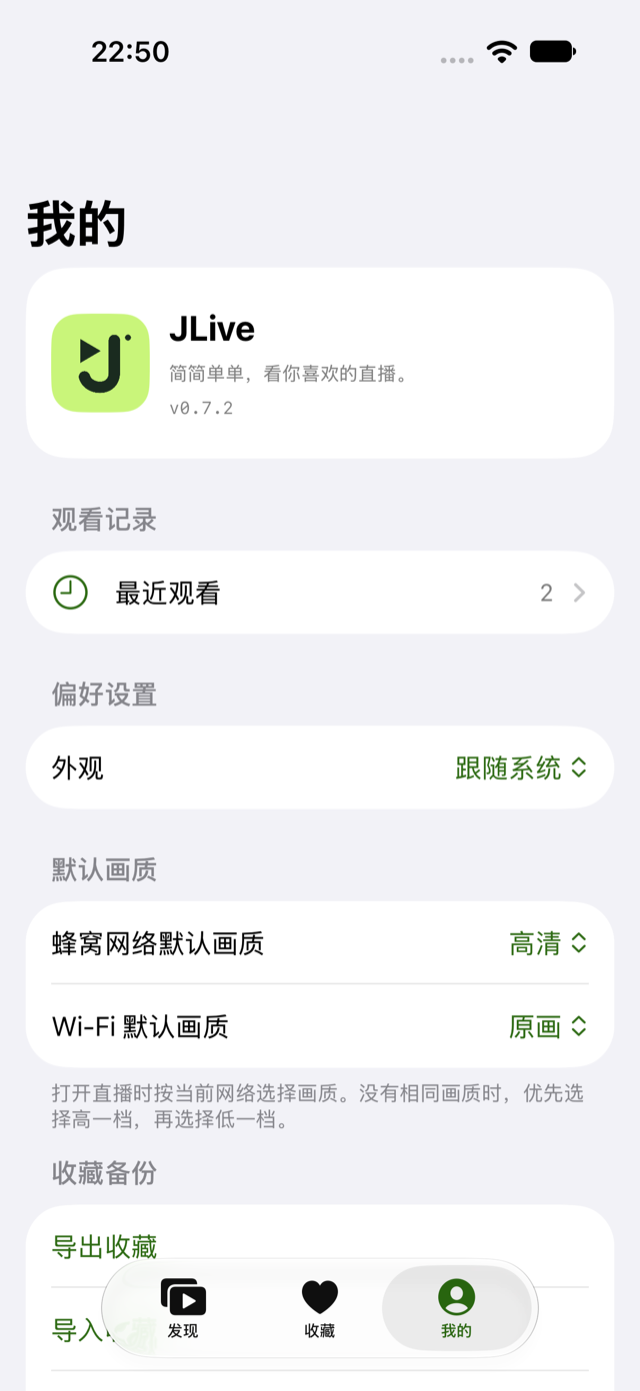 22:50
我的
JLive
简简单单，看你喜欢的直播。
v0.7.2
观看记录
最近观看 2
偏好设置
外观 跟随系统
默认画质
蜂窝网络默认画质 高清
Wi-Fi 默认画质 原画
打开直播时按当前网络选择画质。没有相同画质时，优先选
择高一档，再选择低一档。
收藏备份
导出收藏
导入收藏
发现 收藏 我的